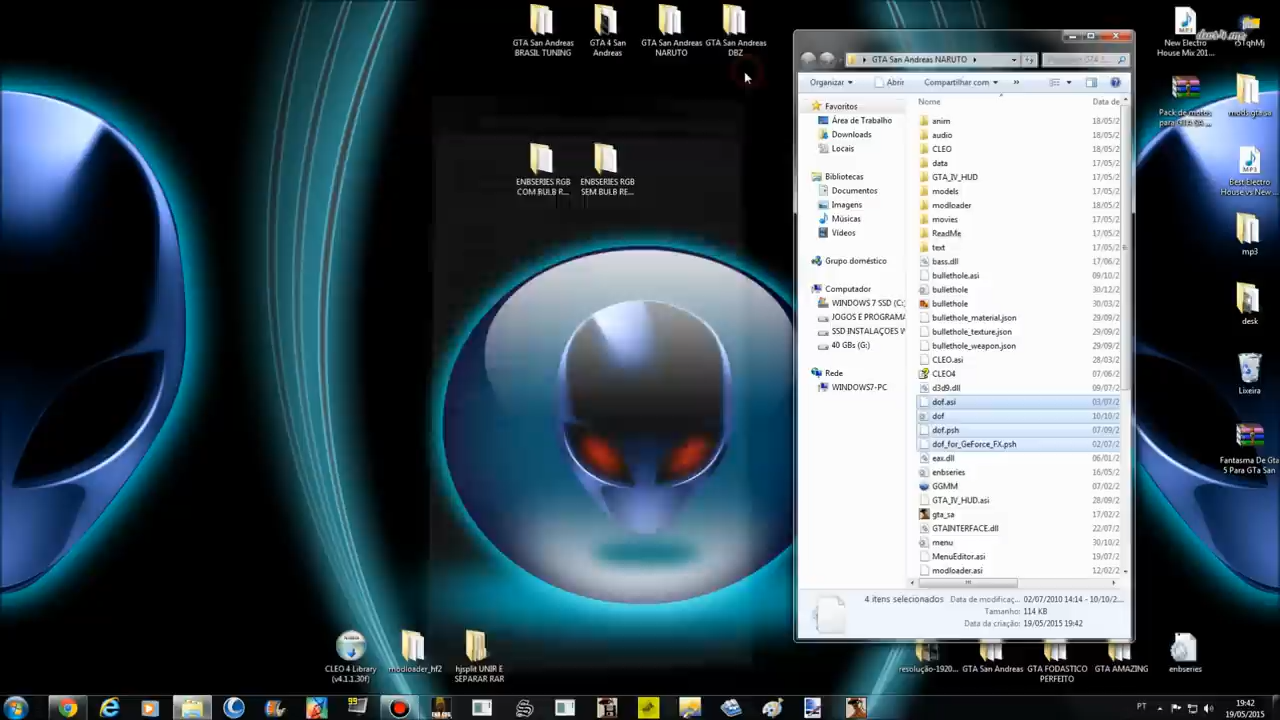 GTA San Andreas
BRASIL TUNING
GTA 4 San
Andreas
GTA San Andreas
NARUTO
GTA San Andreas
DBZ
New Electro
House Mix 201...
Pack de motos
para GTA SA ...
mods gta sa
ENBSERIES RGB
COM BULB R...
ENBSERIES RGB
SEM BULB RE...
Best Electro
House vs New ...
mp3
desk
Lixeira
Fantasma De Gta
5 Para GTa San
GTA San Andreas NARUTO
Organizar
Abrir
Compartilhar com
»
Nome
Data de
Favoritos
Área de Trabalho
Downloads
Locais
Bibliotecas
Documentos
Imagens
Músicas
Vídeos
Grupo doméstico
Computador
WINDOWS 7 SSD (C:)
JOGOS E PROGRAMA
SSD INSTALAÇOES W
40 GBs (G:)
Rede
WINDOWS7-PC
anim 18/05/2
audio 18/05/2
CLEO 18/05/2
data 17/05/2
GTA_IV_HUD 17/05/2
models 17/05/2
modloader 18/05/2
movies 17/05/2
ReadMe 17/05/2
text 17/05/2
bass.dll 17/06/2
bullethole.asi 09/10/2
bullethole 30/12/2
bullethole 30/03/2
bullethole_material.json 29/09/2
bullethole_texture.json 29/09/2
bullethole_weapon.json 29/09/2
CLEO.asi 28/03/2
CLEO4 07/06/2
d3d9.dll 09/07/2
dof.asi 03/07/2
dof 10/10/2
dof.psh 07/09/2
dof_for_GeForce_FX.psh 02/07/2
eax.dll 06/01/2
enbseries 16/05/2
GGMM 07/02/2
GTA_IV_HUD.asi 28/09/2
gta_sa 17/02/2
GTAINTERFACE.dll 22/07/2
menu 30/10/2
MenuEditor.asi 19/07/2
modloader.asi 12/02/2
4 itens selecionados
Data de modificaç... 02/07/2010 14:14 - 10/10/2...
Tamanho: 114 KB
Data da criação: 19/05/2015 19:42
CLEO 4 Library
(v4.1.1.30f)
modloader_hf2
hjsplit UNIR E
SEPARAR RAR
resolução-1920...
GTA San Andreas
GTA FODASTICO
PERFEITO
GTA AMAZING
enbseries
PT
19:42
19/05/2015